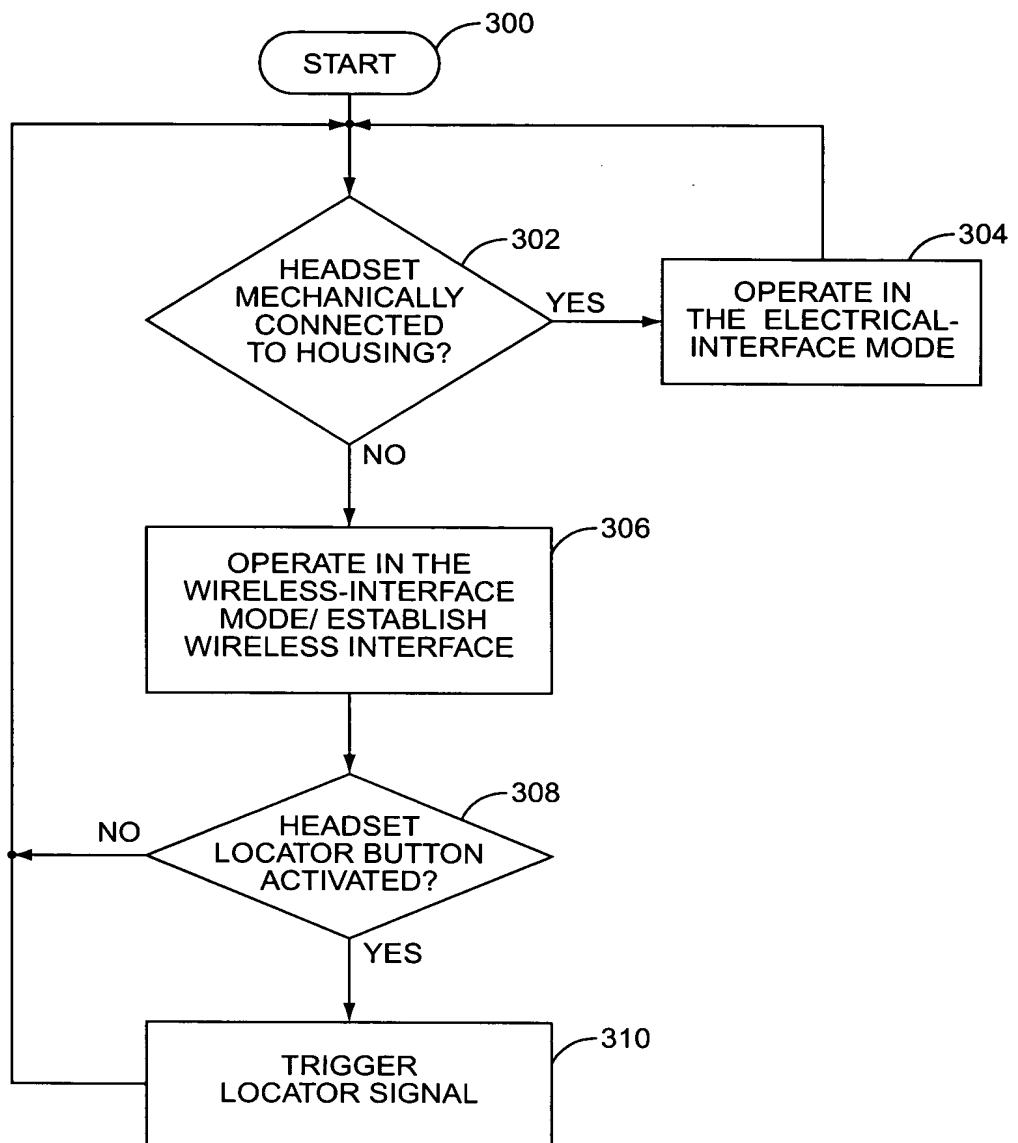 300
START
302
HEADSET
MECHANICALLY
CONNECTED
TO HOUSING?
YES
304
OPERATE IN
THE ELECTRICAL-
INTERFACE MODE
NO
306
OPERATE IN THE
WIRELESS-INTERFACE
MODE/ ESTABLISH
WIRELESS INTERFACE
308
NO
HEADSET
LOCATOR BUTTON
ACTIVATED?
YES
310
TRIGGER
LOCATOR SIGNAL